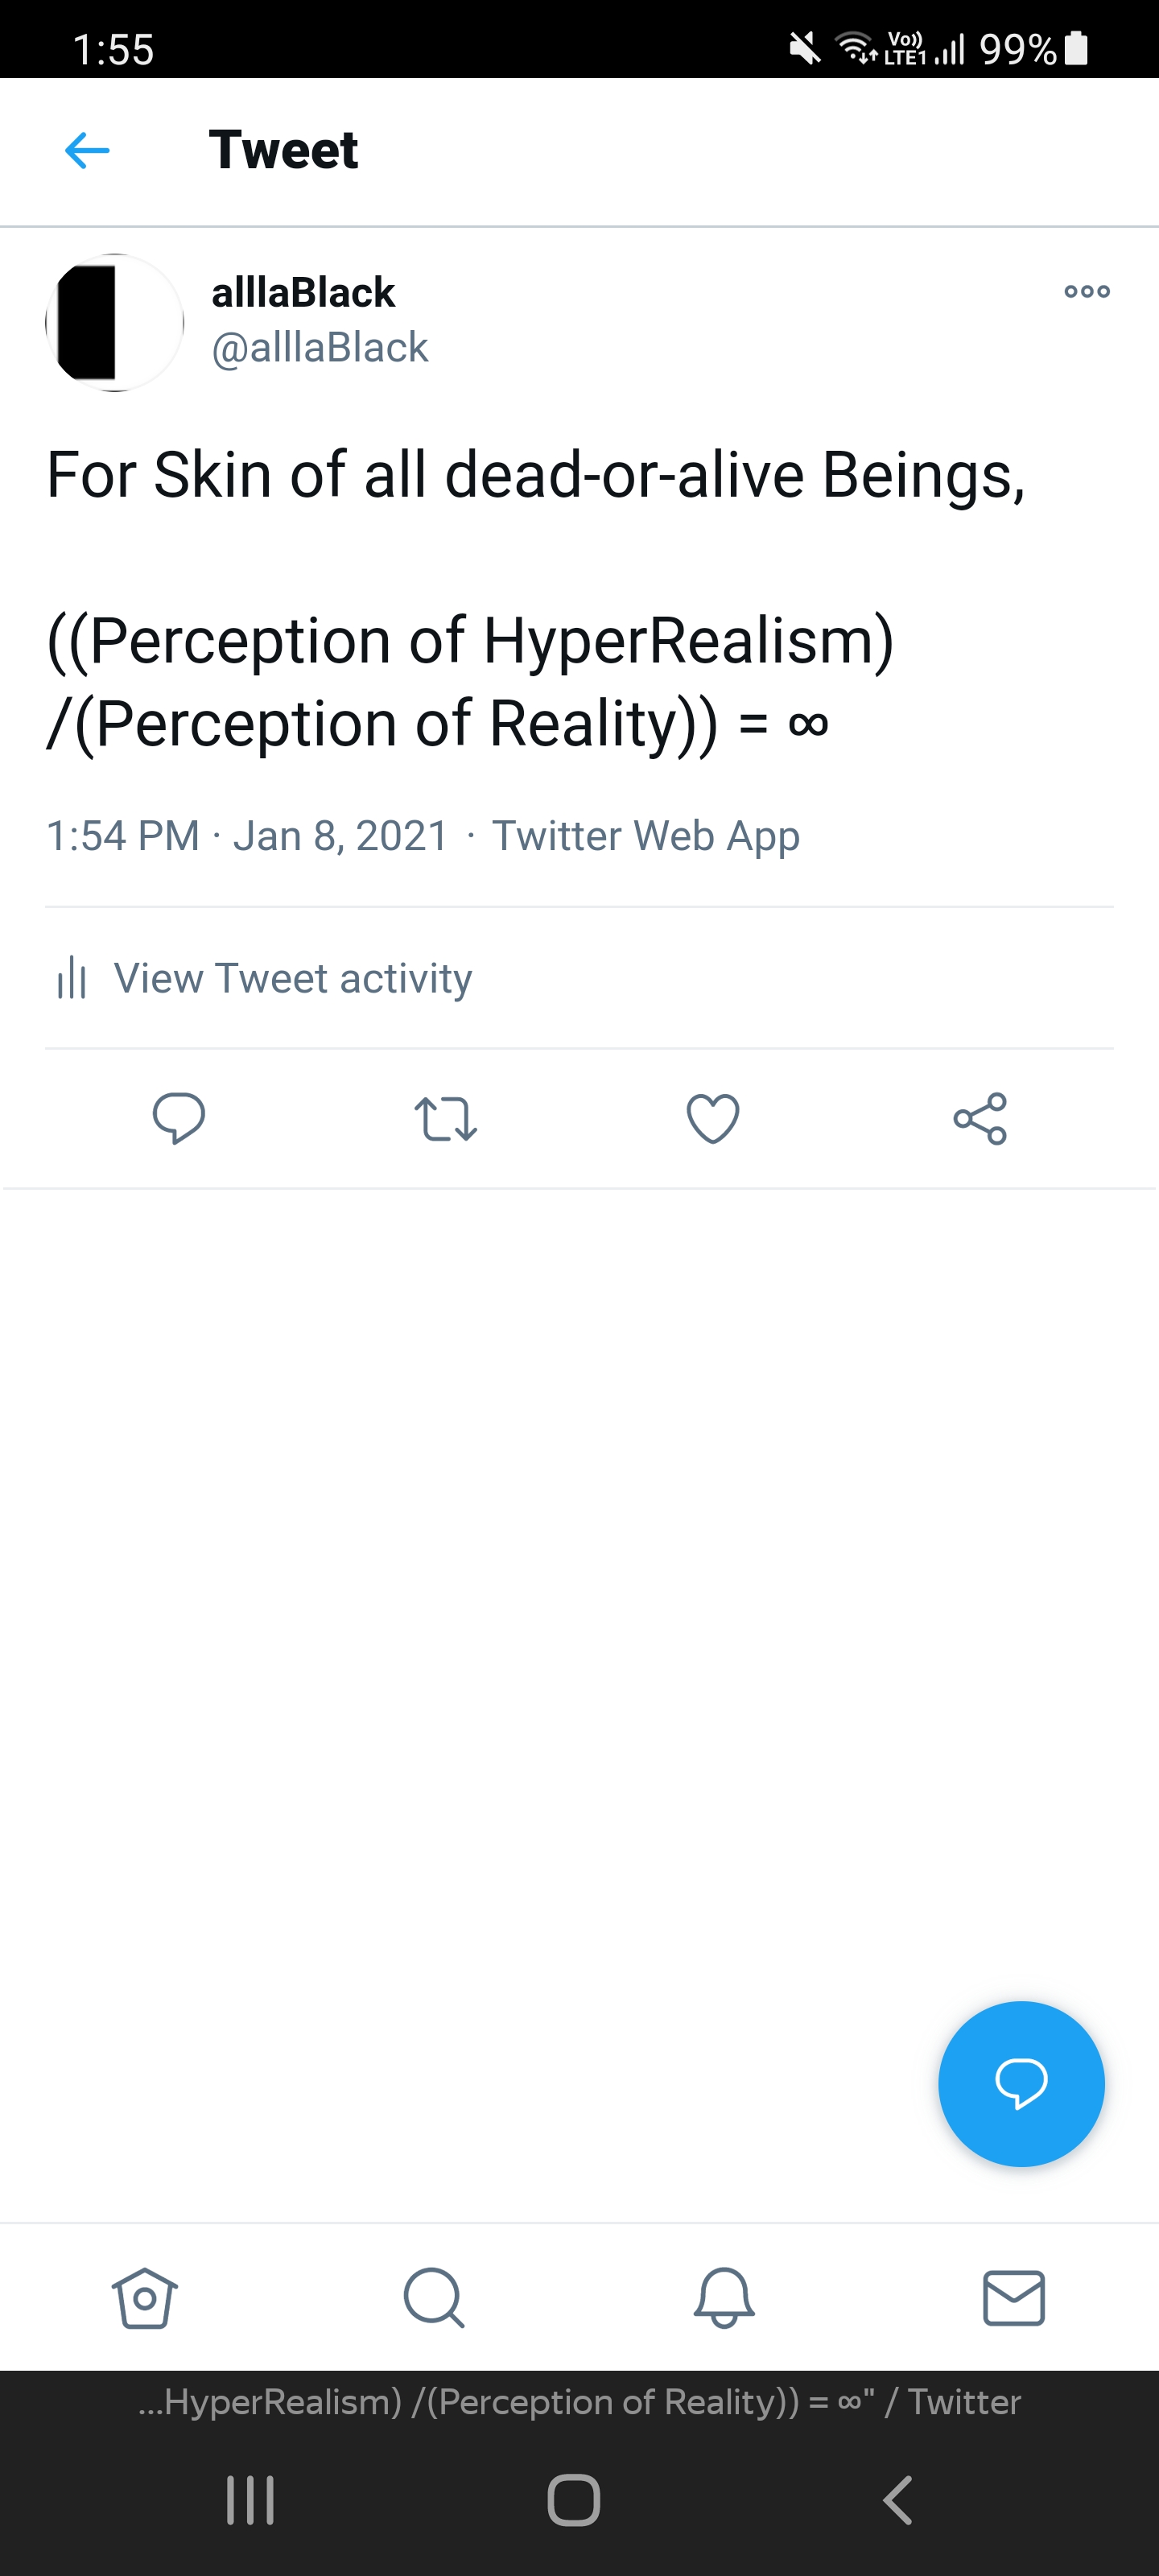 1:55
Vo))
LTE1
99%
Tweet
alllaBlack
@alllaBlack
For Skin of all dead-or-alive Beings,
((Perception of HyperRealism)
/(Perception of Reality)) = ∞
1:54 PM · Jan 8, 2021 · Twitter Web App
View Tweet activity
...HyperRealism) /(Perception of Reality)) = ∞" / Twitter